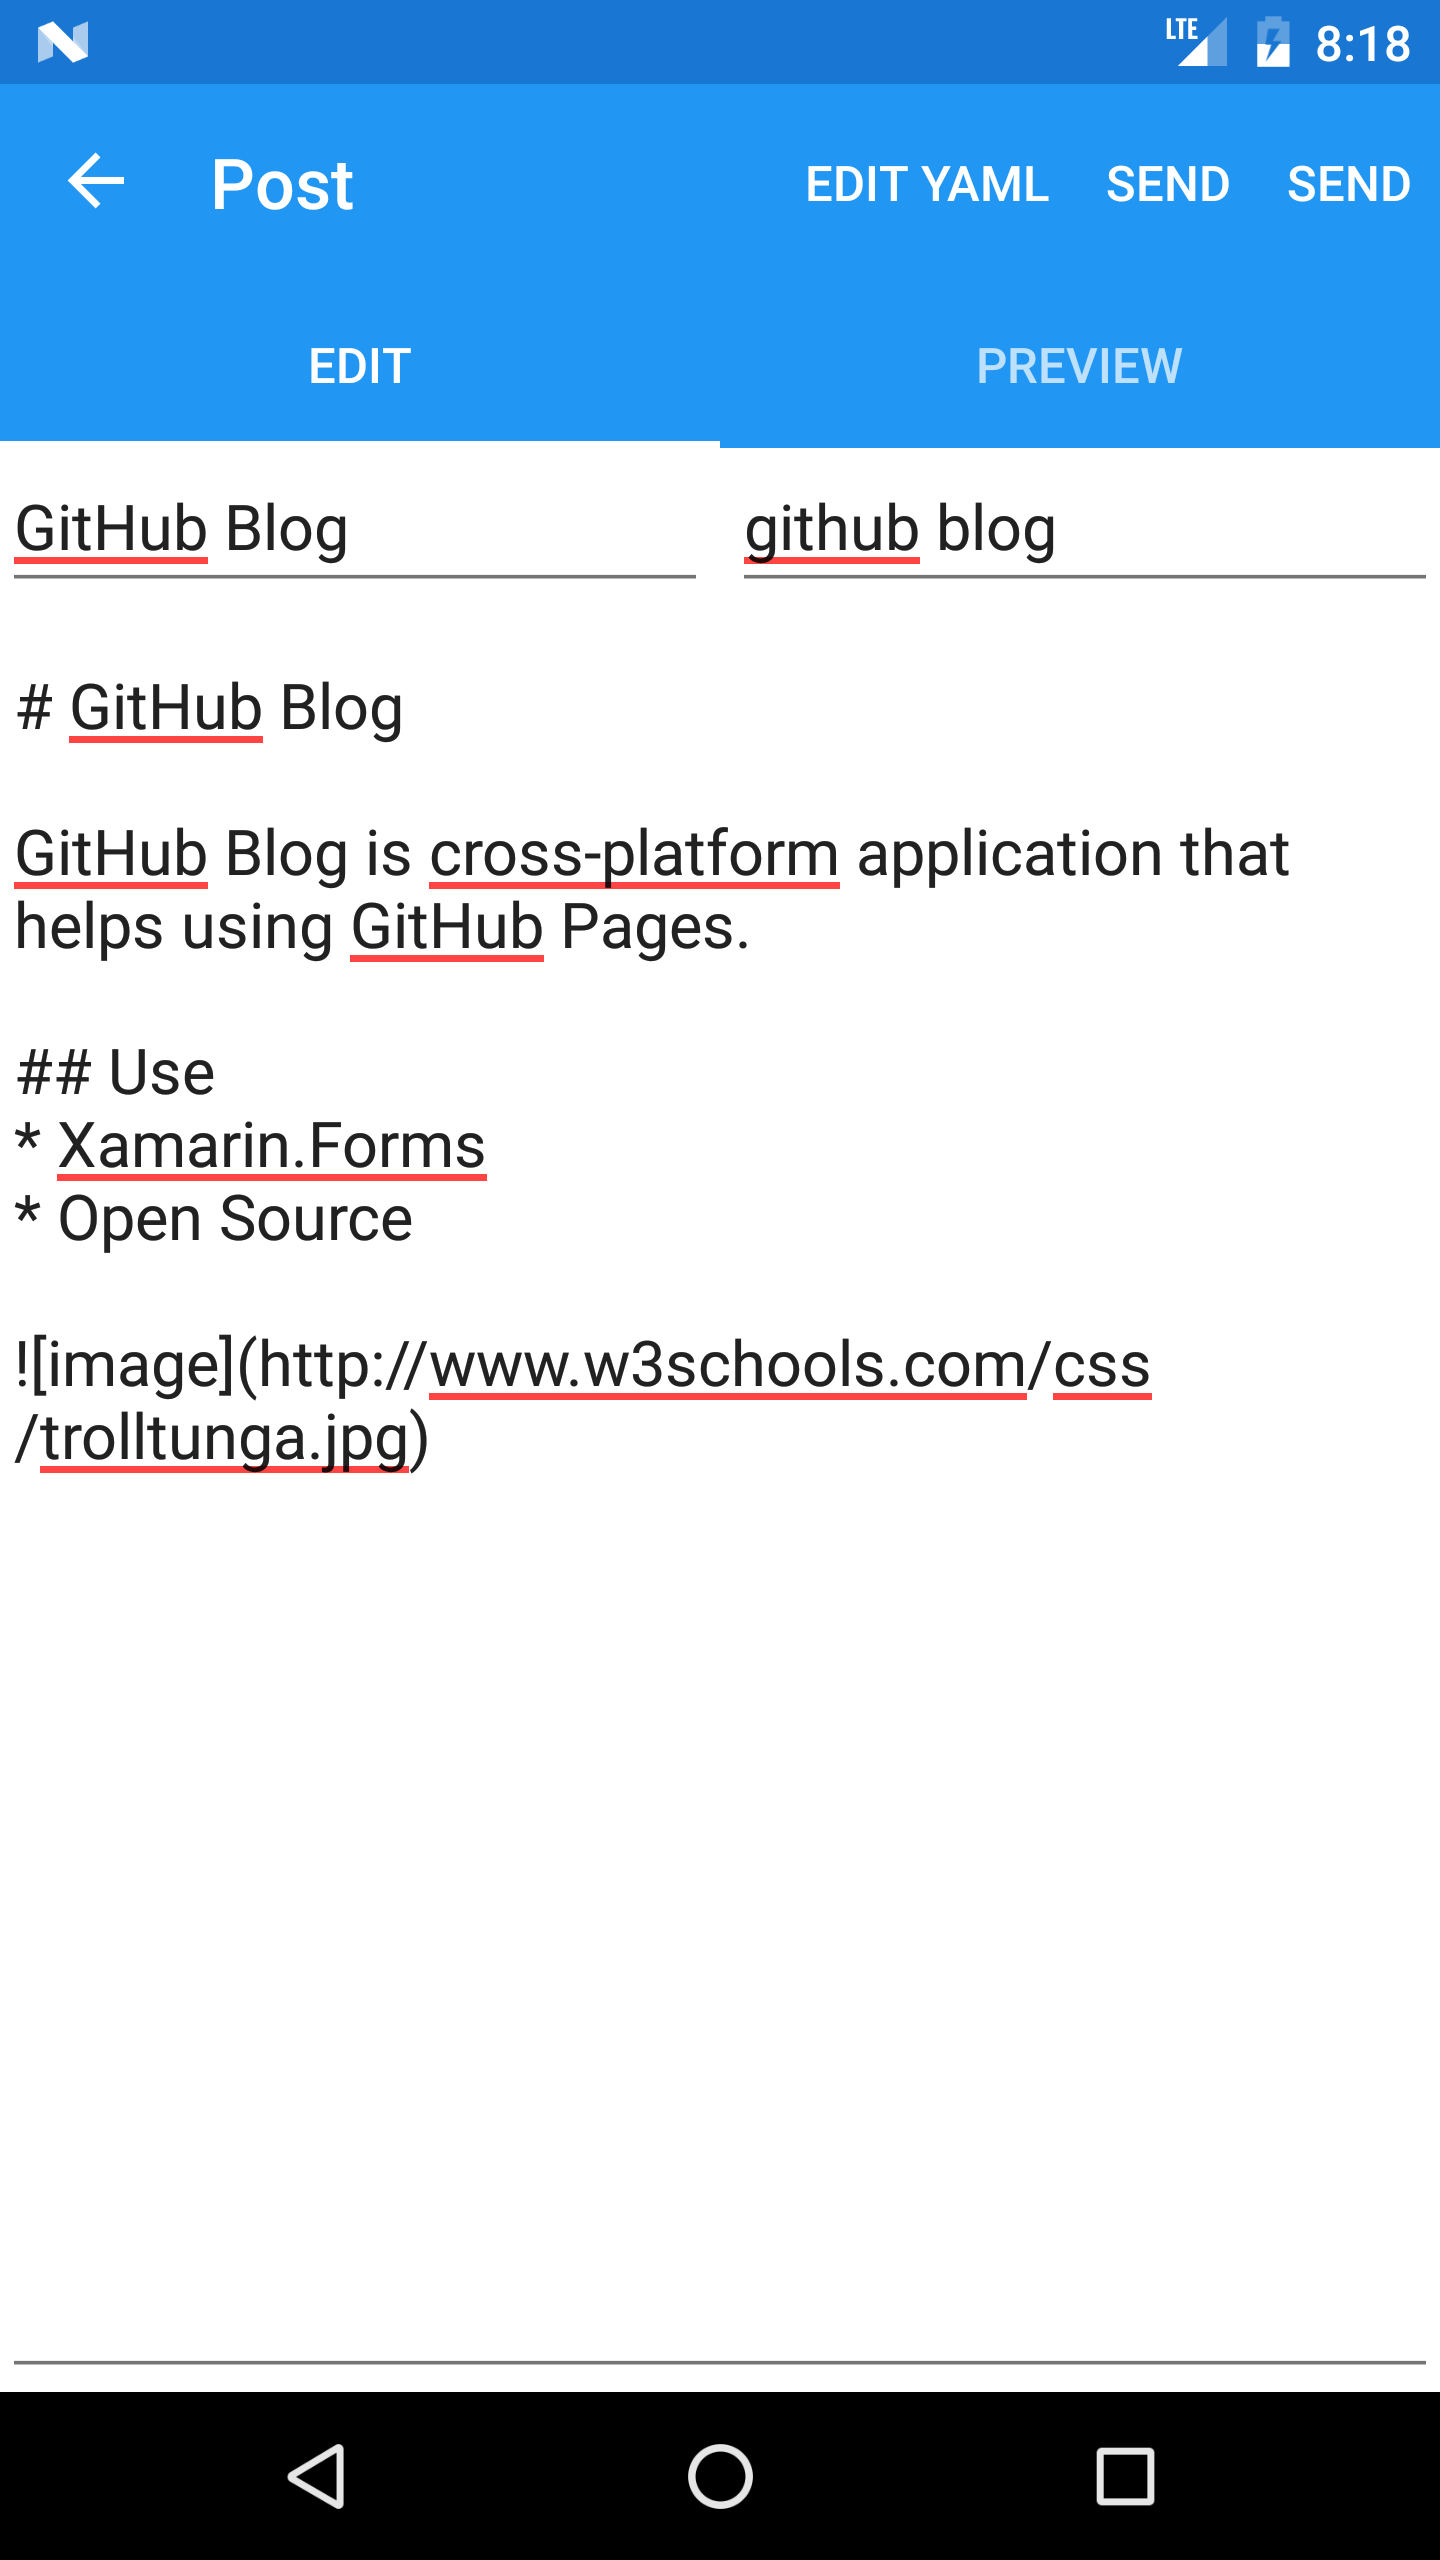 LTE 8:18
Post EDIT YAML SEND SEND
EDIT PREVIEW
GitHub Blog github blog
# GitHub Blog
GitHub Blog is cross-platform application that
helps using GitHub Pages.
## Use
* Xamarin.Forms
* Open Source
![image](http://www.w3schools.com/css
/trolltunga.jpg)